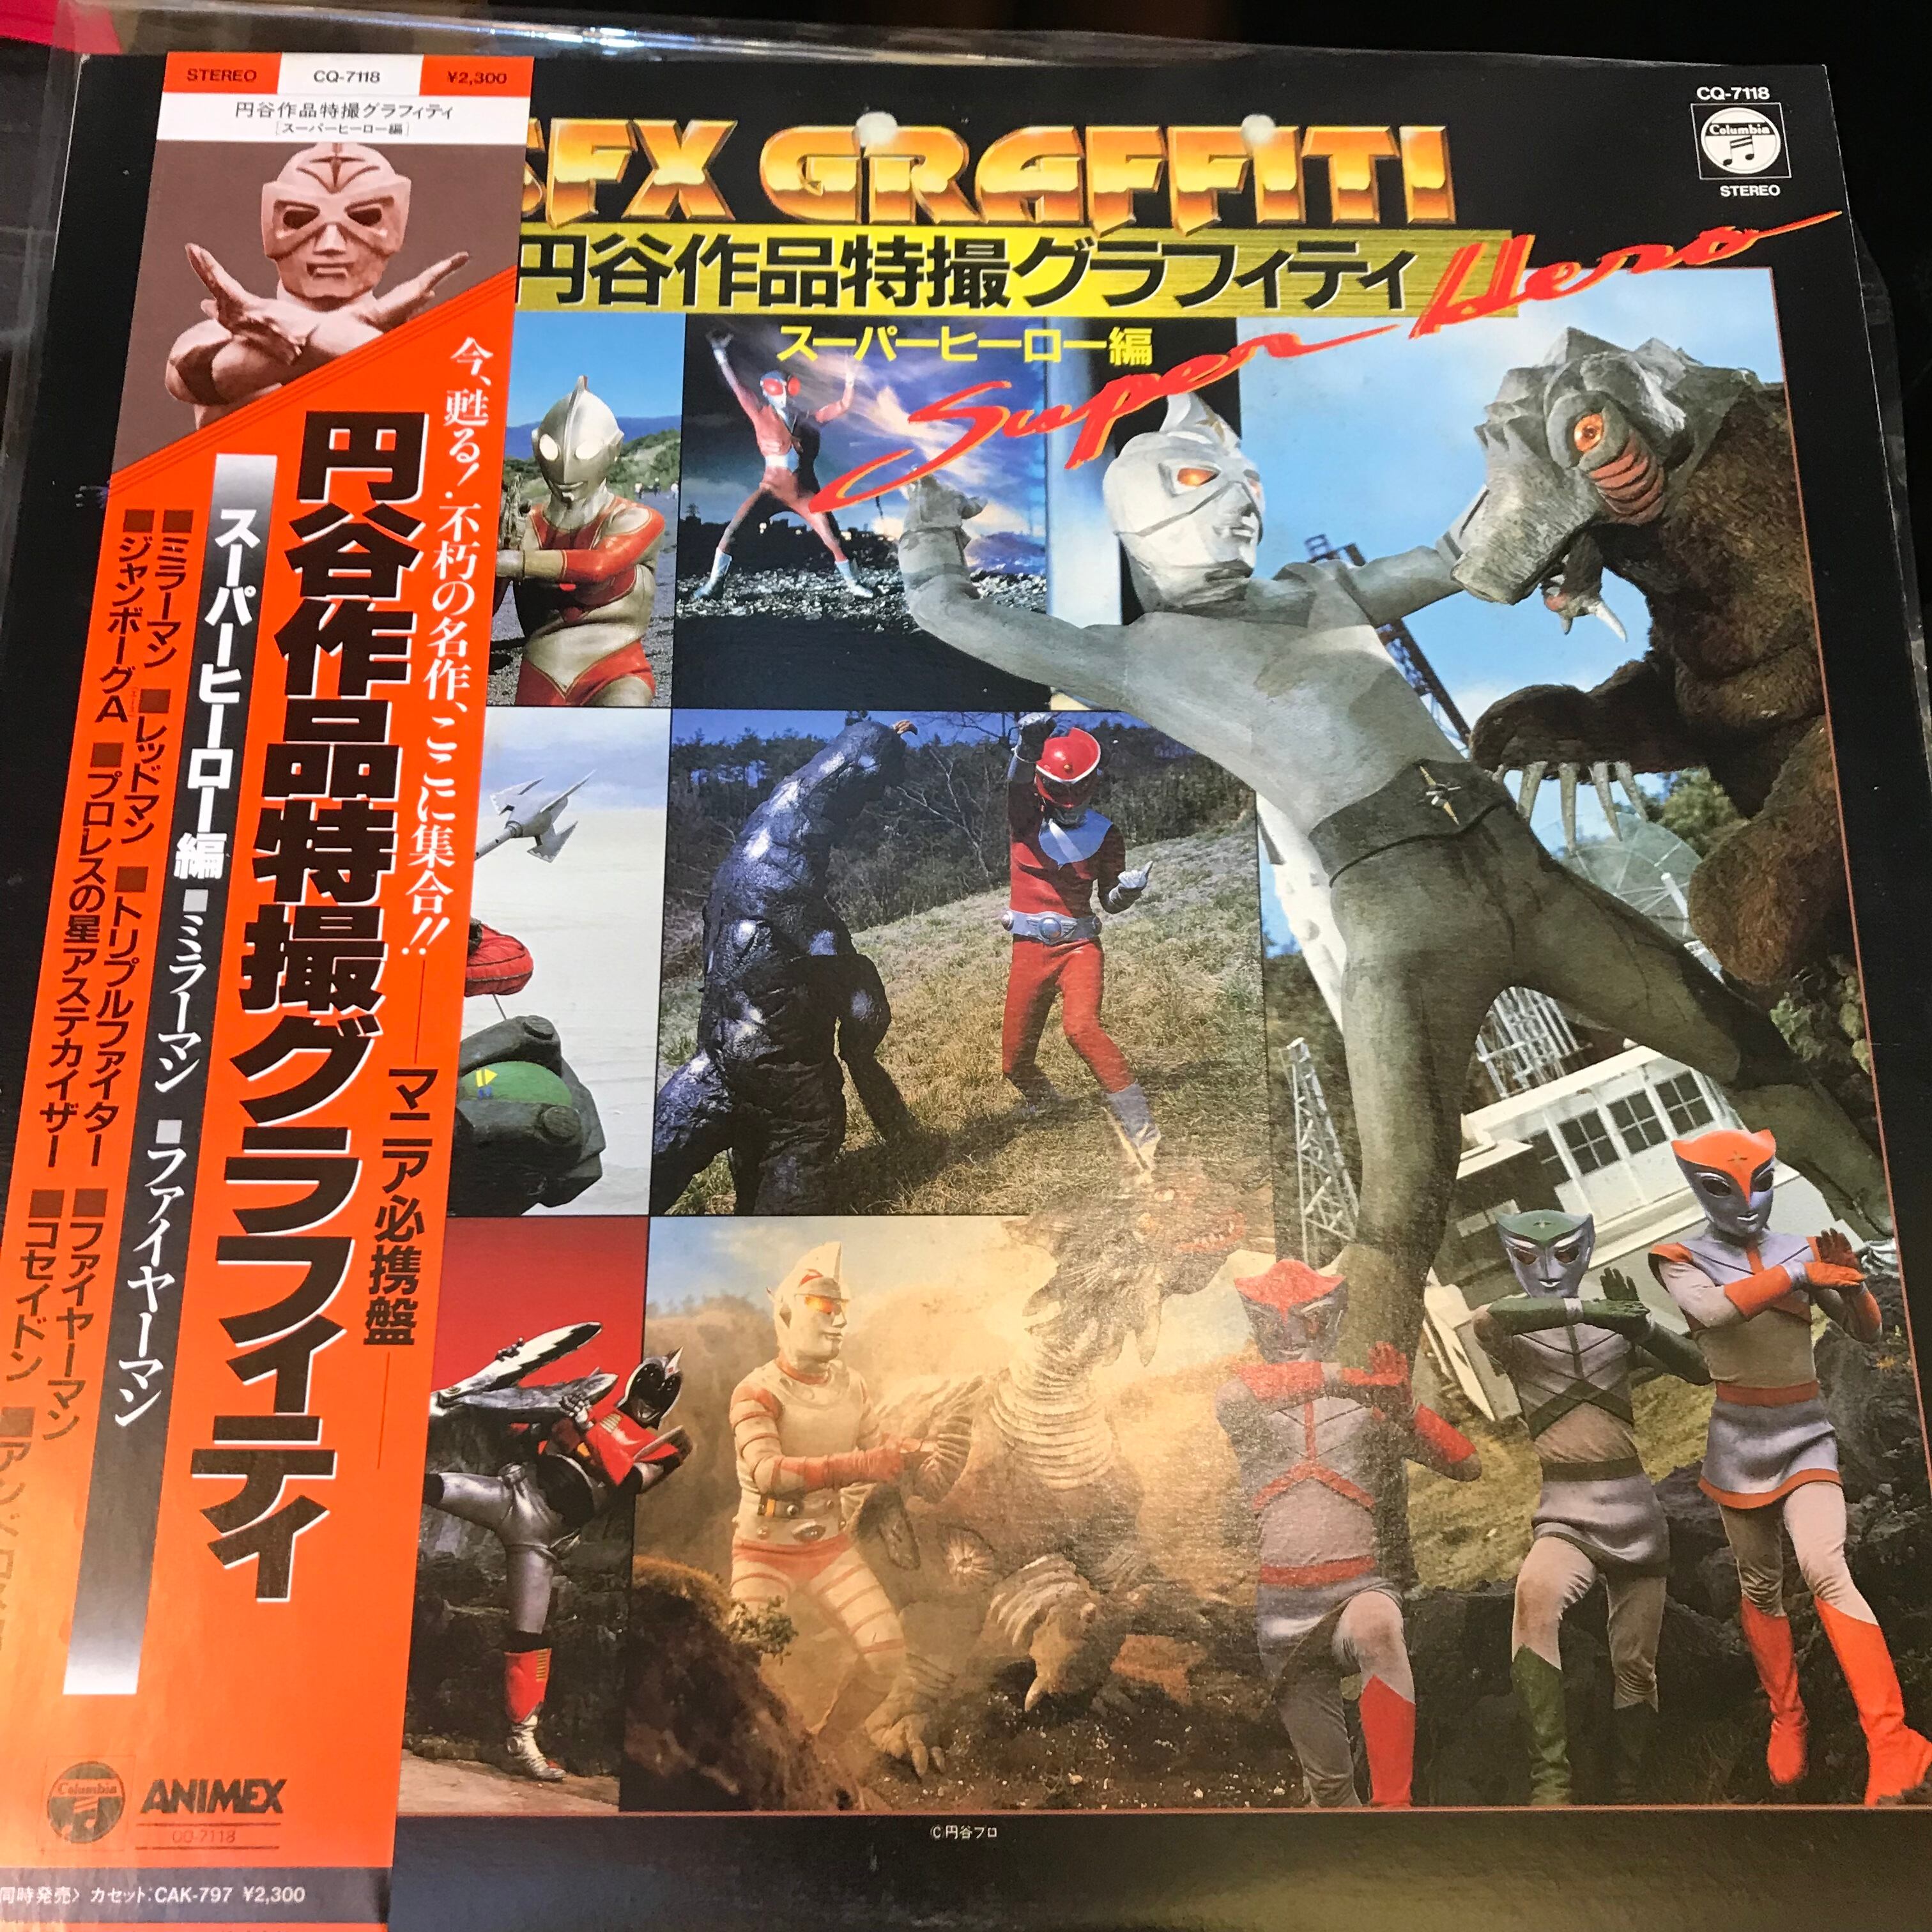 STEREO
CQ-7118
¥2,300
円谷作品特撮グラフィティ
[スーパーヒーロー編]
今、甦る!不朽の名作、ここに集合!!
マニア必携盤
円谷作品特撮グラフィティ
スーパーヒーロー編 ■ミラーマン ■ファイヤーマン
■ミラーマン ■レッドマン ■トリプルファイター ■ファイヤーマン
■ジャンボーグA ■プロレスの星アステカイザー ■コセイドン
Columbia
ANIMEX
CQ-7118
同時発売〉カセット:CAK-797 ¥2,300
SFX GRAFFITI
円谷作品特撮グラフィティ
スーパーヒーロー編
Super Hero
CQ-7118
Columbia
STEREO
©円谷プロ